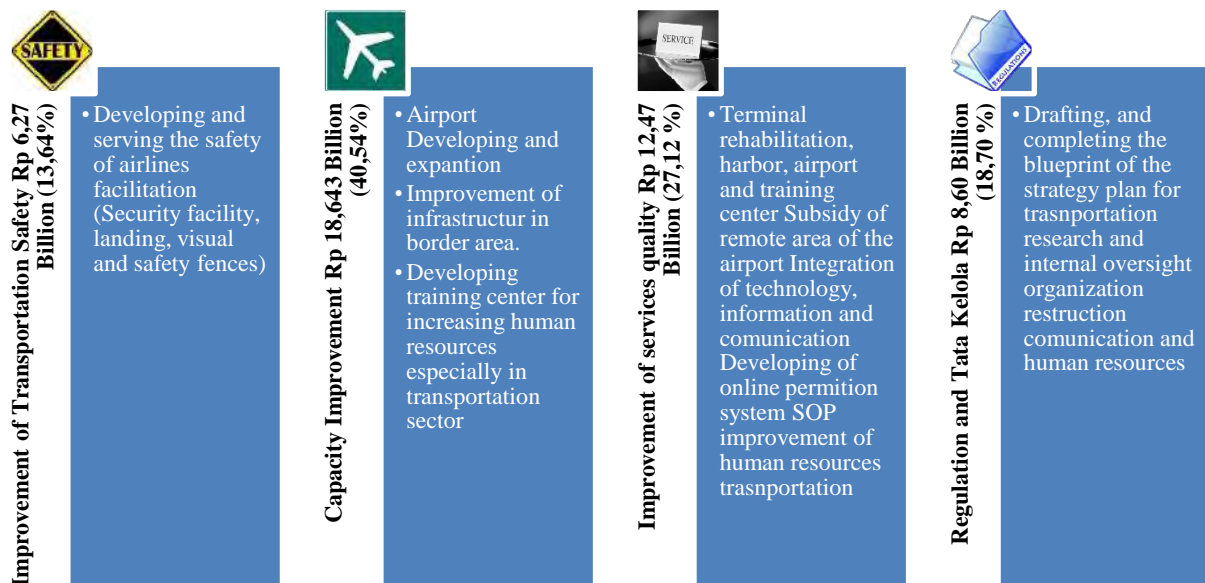 SAFETY
Improvement of Transportation Safety Rp 6,27
Billion (13,64%)
• Developing and
serving the safety
of airlines
facilitation
(Security facility,
landing, visual
and safety fences)
Capacity Improvement Rp 18,643 Billion
(40,54%)
• Airport
Developing and
expantion
• Improvement of
infrastructur in
border area.
• Developing
training center for
increasing human
resources
especially in
transportation
sector
SERVICE
Improvement of services quality Rp 12,47
Billion (27,12 %)
• Terminal
rehabilitation,
harbor, airport
and training
center Subsidy of
remote area of the
airport Integration
of technology,
information and
comunication
Developing of
online permition
system SOP
improvement of
human resources
trasnportation
REGULATIONS
Regulation and Tata Kelola Rp 8,60 Billion
(18,70 %)
• Drafting, and
completing the
blueprint of the
strategy plan for
trasnportation
research and
internal oversight
organization
restruction
comunication and
human resources